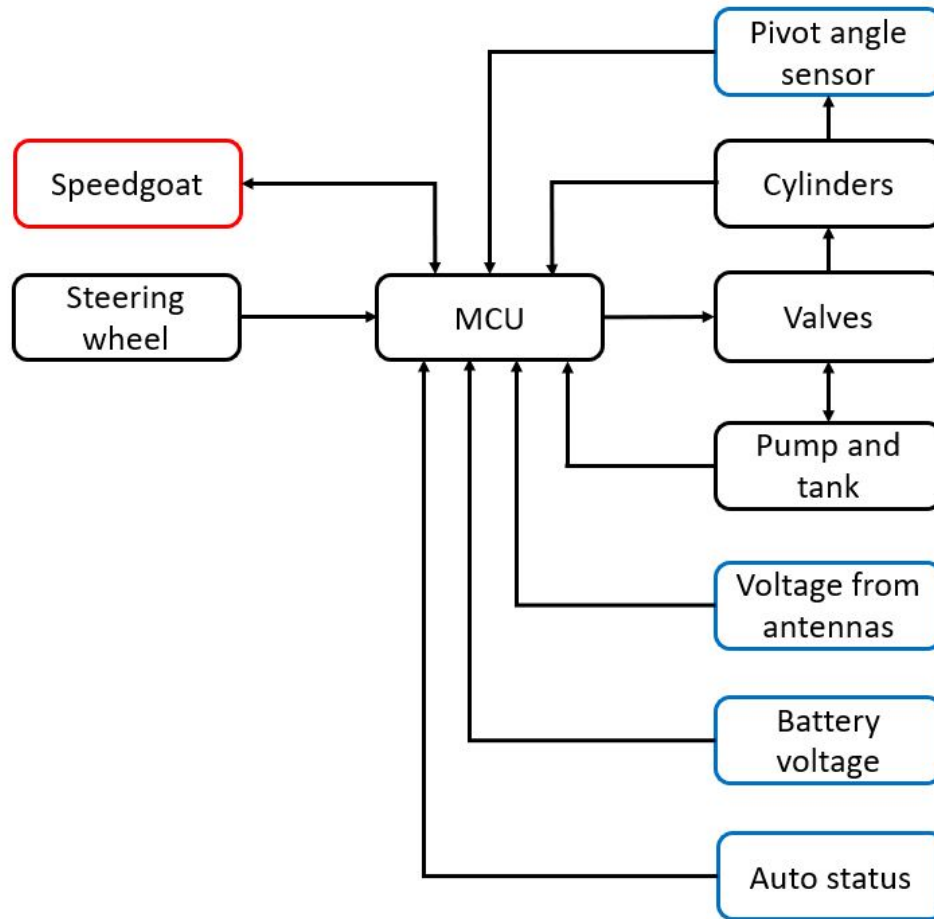 Pivot angle
sensor
Speedgoat
Cylinders
Steering
wheel
MCU
Valves
Pump and
tank
Voltage from
antennas
Battery
voltage
Auto status